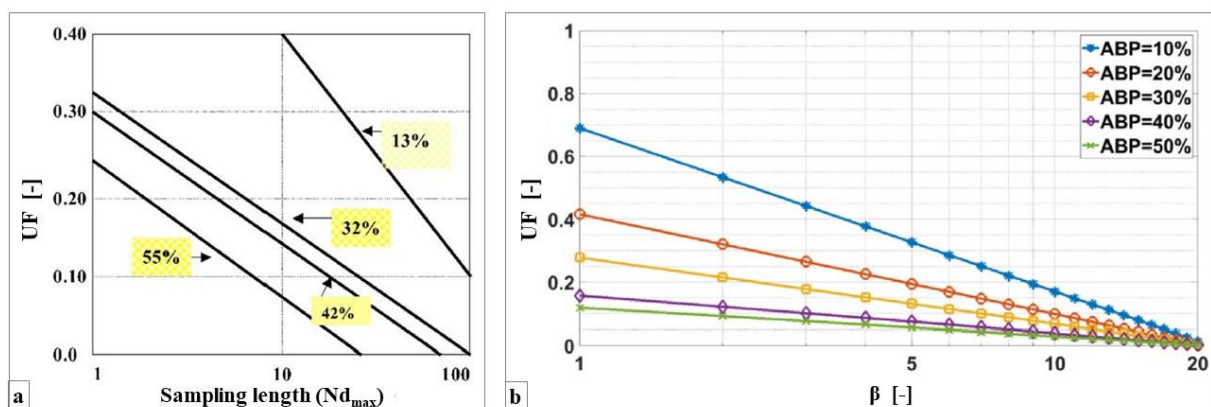 0.40
0.30
0.20
0.10
0.0
UF [-]
13%
32%
55%
42%
1
10
100
Sampling length (Nd_max)
a
1
0.8
0.6
0.4
0.2
0
UF [-]
ABP=10%
ABP=20%
ABP=30%
ABP=40%
ABP=50%
1
5
10
20
β [-]
b